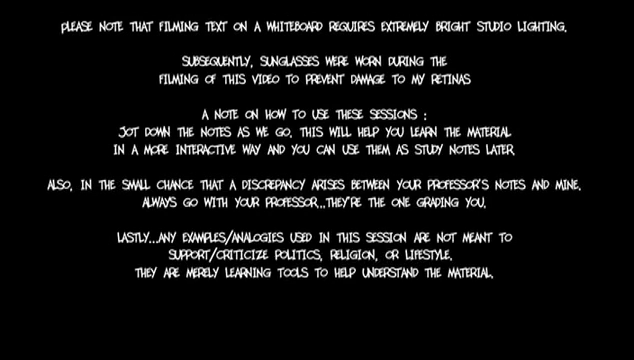 PLEASE NOTE THAT FILMING TEXT ON A WHITEBOARD REQUIRES EXTREMELY BRIGHT STUDIO LIGHTING.
SUBSEQUENTLY, SUNGLASSES WERE WORN DURING THE
FILMING OF THIS VIDEO TO PREVENT DAMAGE TO MY RETINAS
A NOTE ON HOW TO USE THESE SESSIONS :
JOT DOWN THE NOTES AS WE GO. THIS WILL HELP YOU LEARN THE MATERIAL
IN A MORE INTERACTIVE WAY AND YOU CAN USE THEM AS STUDY NOTES LATER.
ALSO, IN THE SMALL CHANCE THAT A DISCREPANCY ARISES BETWEEN YOUR PROFESSOR'S NOTES AND MINE,
ALWAYS GO WITH YOUR PROFESSOR...THEY'RE THE ONE GRADING YOU.
LASTLY...ANY EXAMPLES/ANALOGIES USED IN THIS SESSION ARE NOT MEANT TO
SUPPORT/CRITICIZE POLITICS, RELIGION, OR LIFESTYLE.
THEY ARE MERELY LEARNING TOOLS TO HELP UNDERSTAND THE MATERIAL.